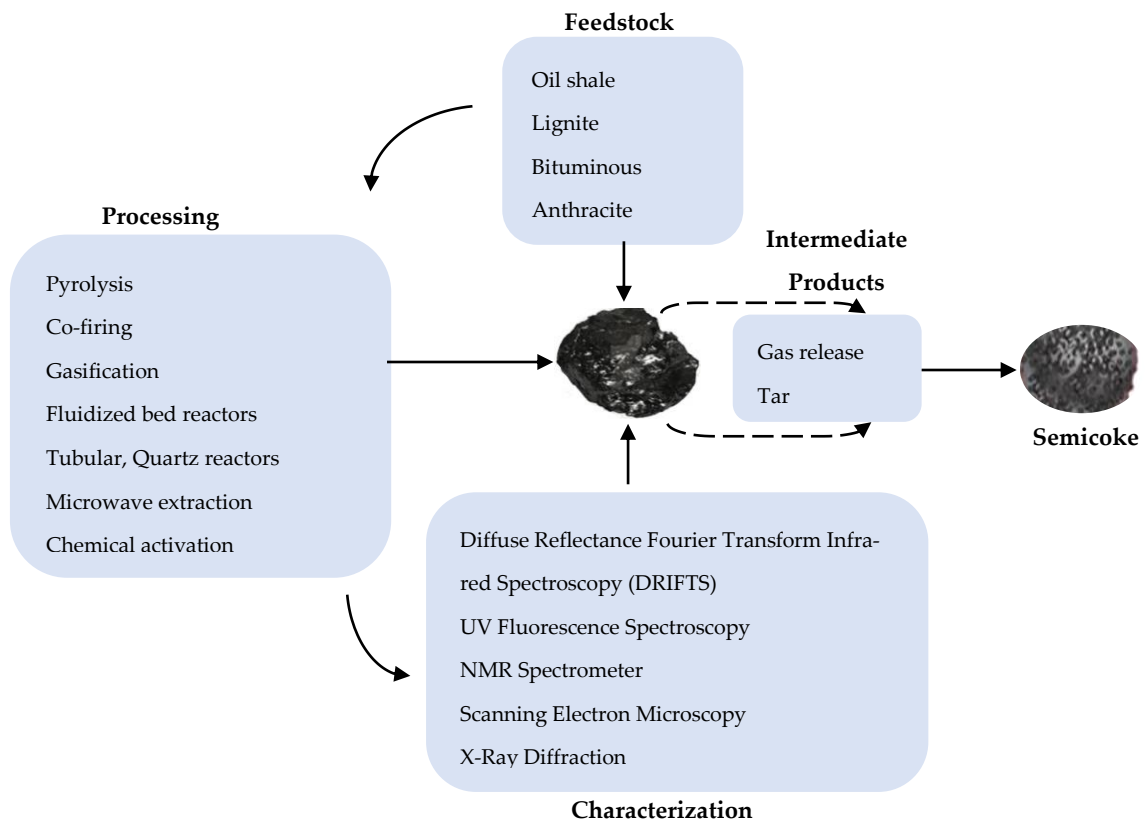 Feedstock
Oil shale
Lignite
Bituminous
Anthracite
Processing
Pyrolysis
Co-firing
Gasification
Fluidized bed reactors
Tubular, Quartz reactors
Microwave extraction
Chemical activation
Intermediate
Products
Gas release
Tar
Semicoke
Diffuse Reflectance Fourier Transform Infra-
red Spectroscopy (DRIFTS)
UV Fluorescence Spectroscopy
NMR Spectrometer
Scanning Electron Microscopy
X-Ray Diffraction
Characterization